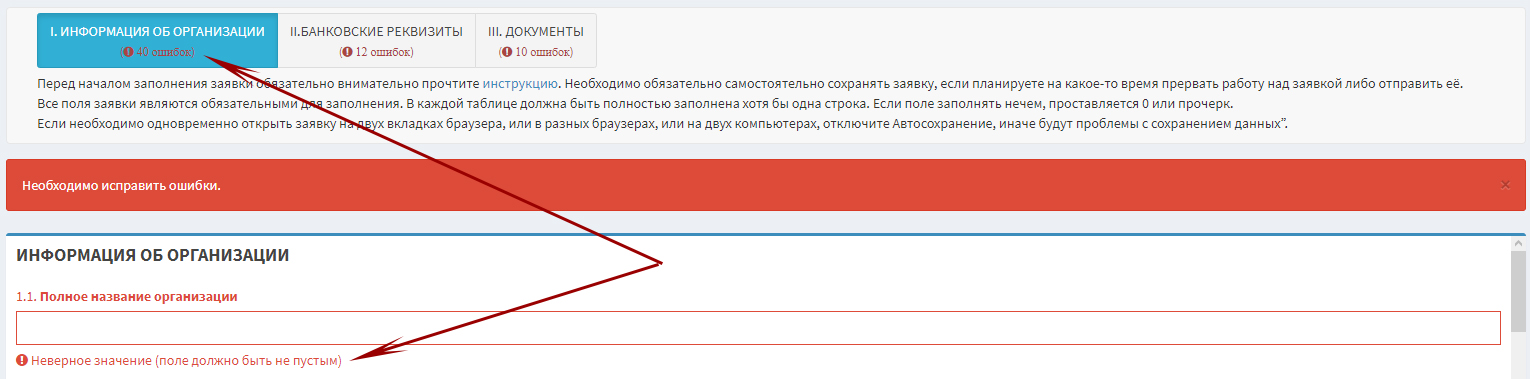 I. ИНФОРМАЦИЯ ОБ ОРГАНИЗАЦИИ II.БАНКОВСКИЕ РЕКВИЗИТЫ III. ДОКУМЕНТЫ
(40 ошибок) (12 ошибок) (10 ошибок)
Перед началом заполнения заявки обязательно внимательно прочтите инструкцию. Необходимо обязательно самостоятельно сохранять заявку, если планируете на какое-то время прервать работу над заявкой либо отправить её.
Все поля заявки являются обязательными для заполнения. В каждой таблице должна быть полностью заполнена хотя бы одна строка. Если поле заполнять нечем, проставляется 0 или прочерк.
Если необходимо одновременно открыть заявку на двух вкладках браузера, или в разных браузерах, или на двух компьютерах, отключите Автосохранение, иначе будут проблемы с сохранением данных”.
Необходимо исправить ошибки. ×
ИНФОРМАЦИЯ ОБ ОРГАНИЗАЦИИ
1.1. Полное название организации
Неверное значение (поле должно быть не пустым)